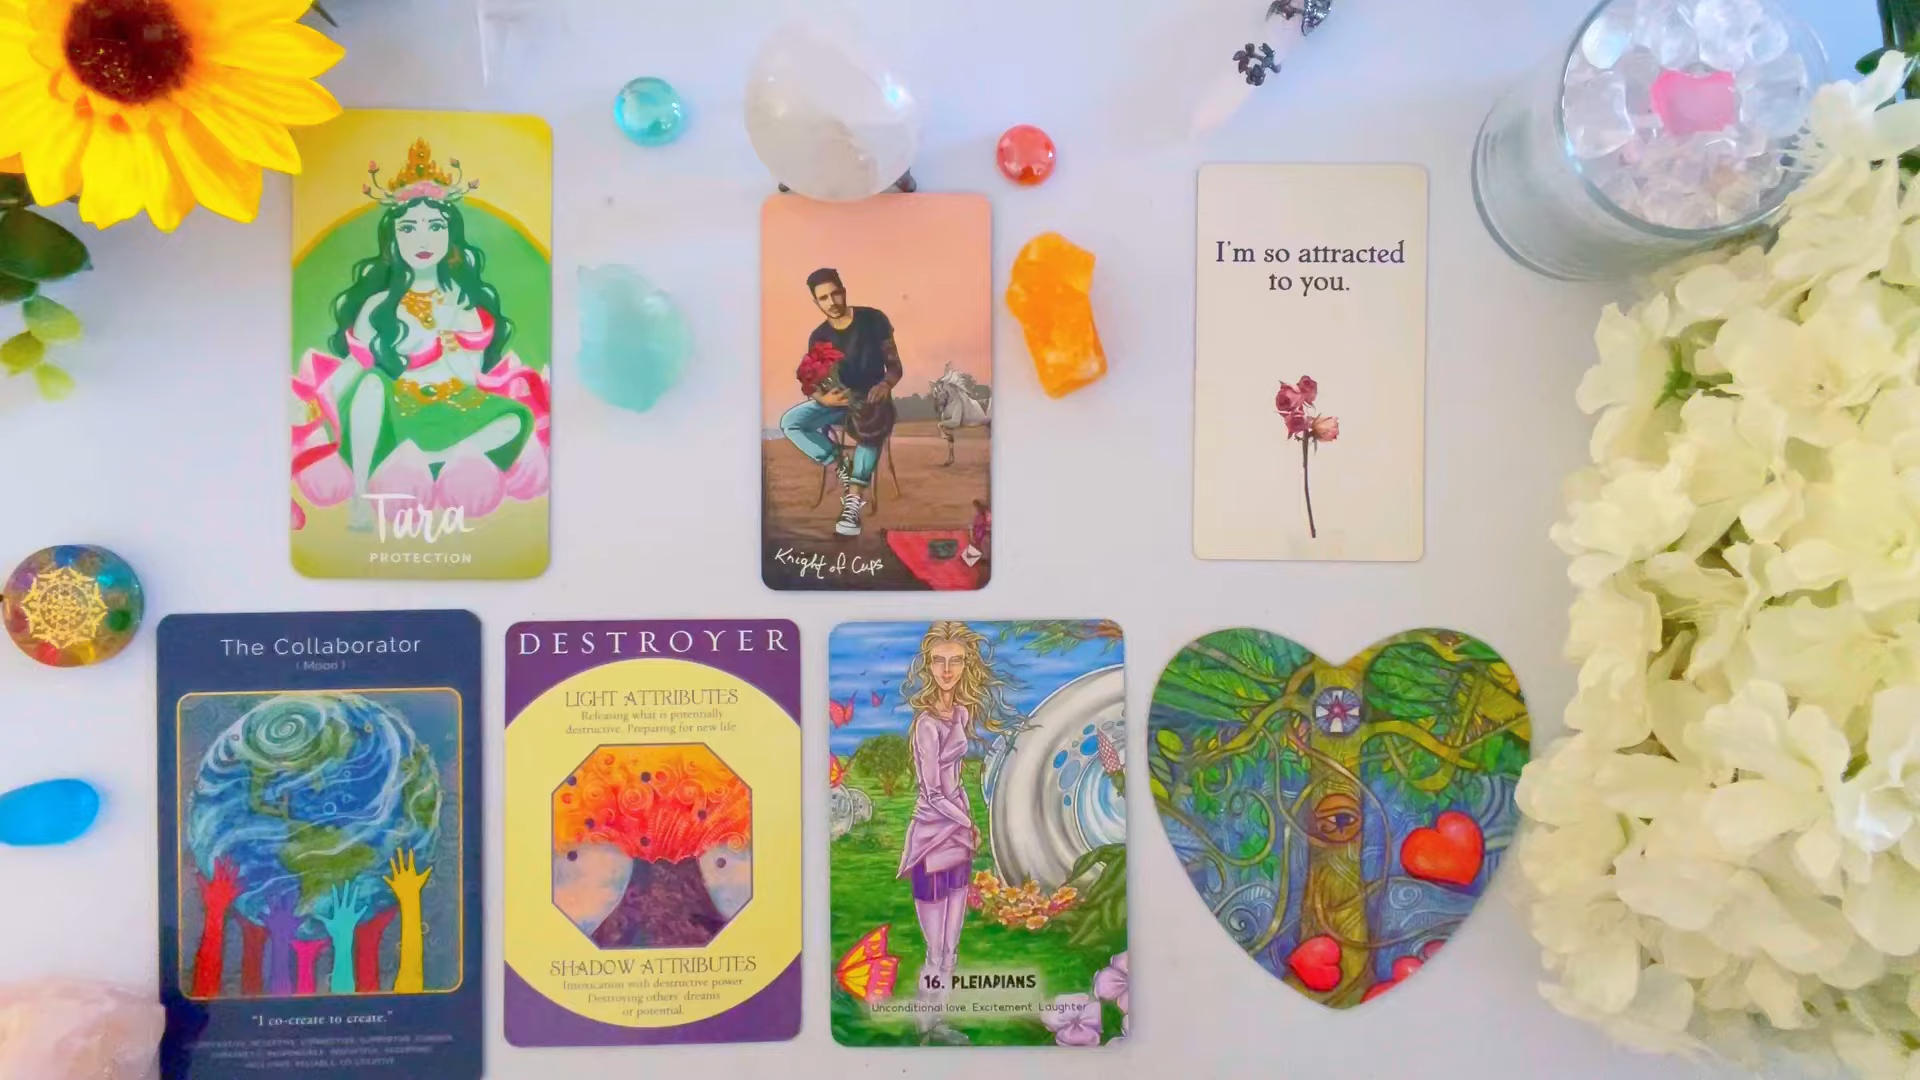 Tara
PROTECTION
Knight of Cups
I'm so attracted
to you.
The Collaborator
(Moon)
"I co-create to create."
DESTROYER
LIGHT ATTRIBUTES
Releasing what is potentially
destructive. Preparing for new life
SHADOW ATTRIBUTES
Intoxication with destructive power
Destroying others' dreams
or potential.
16. PLEIADIANS
Unconditional love. Excitement. Laughter